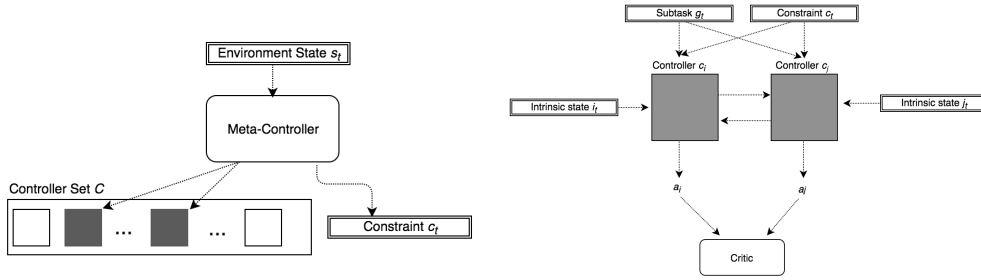 Environment State s_t
Meta-Controller
Controller Set C
... ...
Constraint c_t
Subtask g_t
Constraint c_t
Controller c_i
Controller c_j
Intrinsic state i_t
Intrinsic state j_t
a_i
a_j
Critic